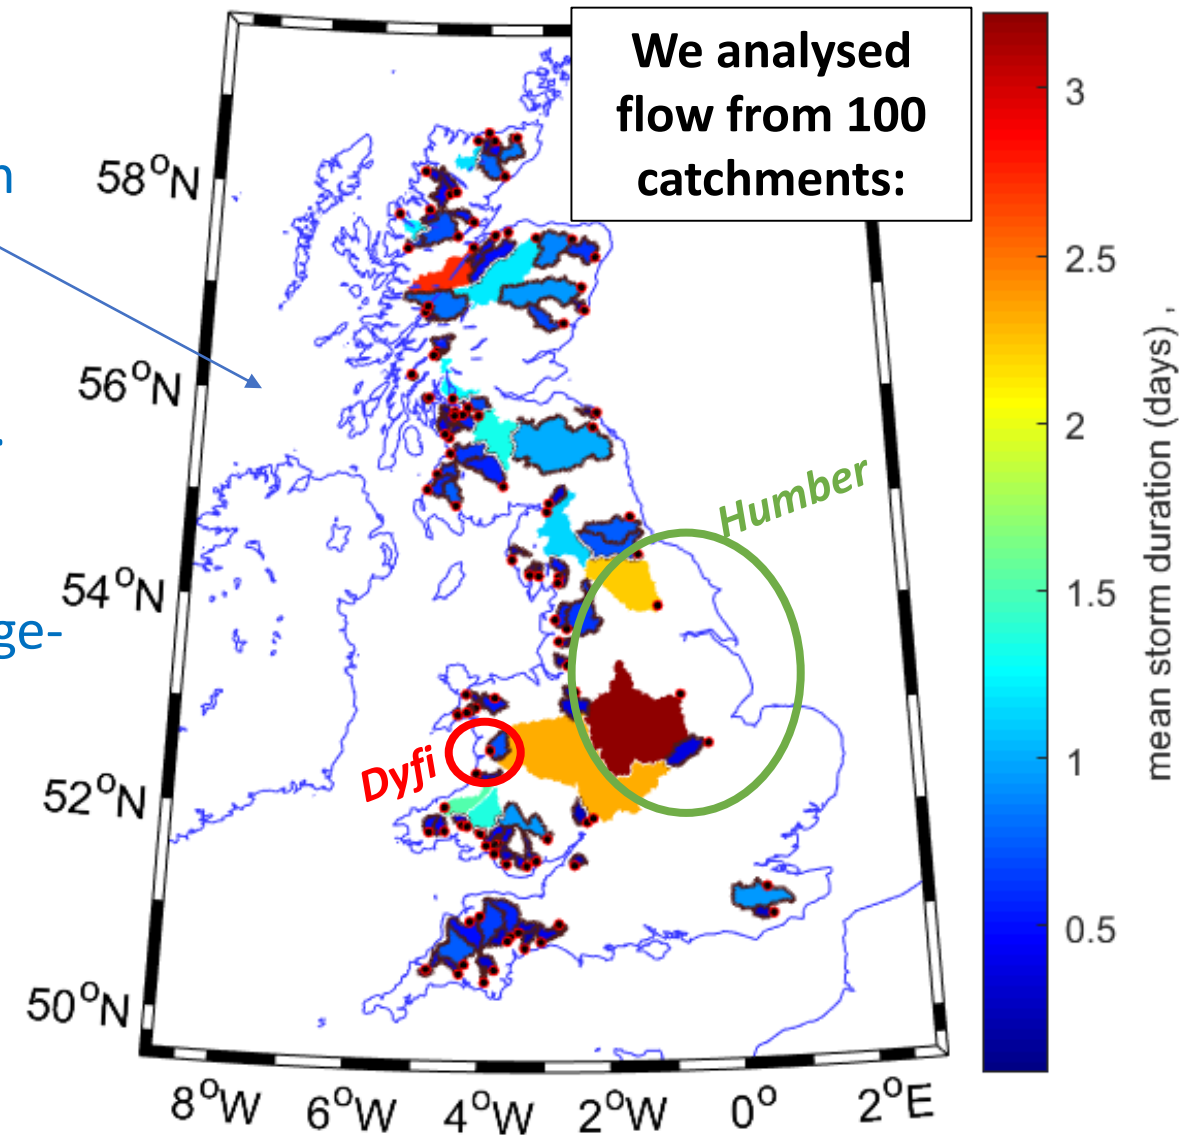 We analysed
flow from 100
catchments:
n
.
ge-
58°N
56°N
54°N
52°N
50°N
8°W
6°W
4°W
2°W
0°
2°E
Humber
Dyfi
3
2.5
2
1.5
1
0.5
mean storm duration (days) ,